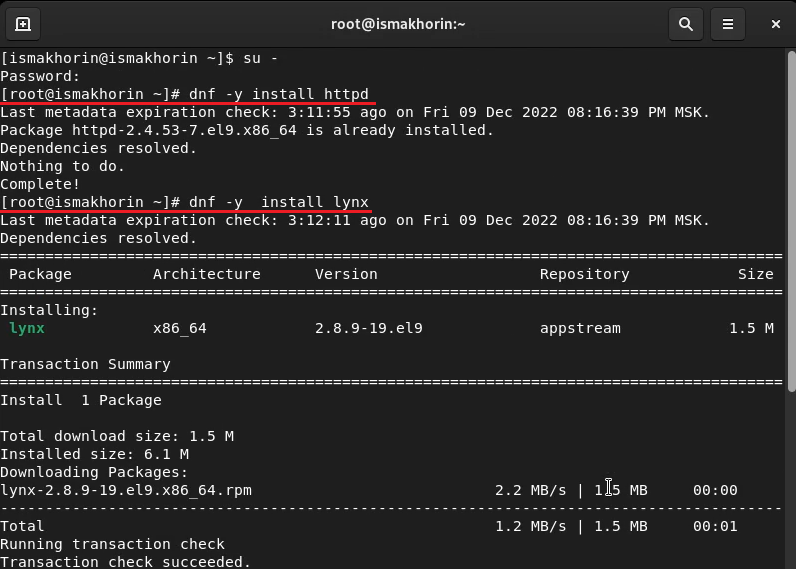 root@ismakhorin:~
[ismakhorin@ismakhorin ~]$ su -
Password:
[root@ismakhorin ~]# dnf -y install httpd
Last metadata expiration check: 3:11:55 ago on Fri 09 Dec 2022 08:16:39 PM MSK.
Package httpd-2.4.53-7.el9.x86_64 is already installed.
Dependencies resolved.
Nothing to do.
Complete!
[root@ismakhorin ~]# dnf -y  install lynx
Last metadata expiration check: 3:12:11 ago on Fri 09 Dec 2022 08:16:39 PM MSK.
Dependencies resolved.
================================================================================
 Package         Architecture      Version                  Repository            Size
================================================================================
Installing:
 lynx            x86_64            2.8.9-19.el9             appstream            1.5 M

Transaction Summary
================================================================================
Install  1 Package

Total download size: 1.5 M
Installed size: 6.1 M
Downloading Packages:
lynx-2.8.9-19.el9.x86_64.rpm                           2.2 MB/s | 1.5 MB     00:00
--------------------------------------------------------------------------------
Total                                                  1.2 MB/s | 1.5 MB     00:01
Running transaction check
Transaction check succeeded.